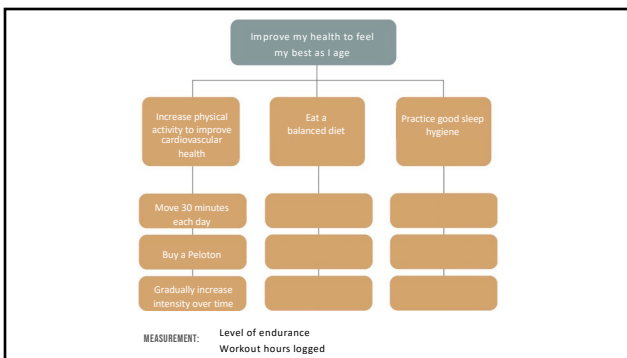 Improve my health to feel
my best as I age
Increase physical
activity to improve
cardiovascular
health
Eat a
balanced diet
Practice good sleep
hygiene
Move 30 minutes
each day
Buy a Peloton
Gradually increase
intensity over time
MEASUREMENT:
Level of endurance
Workout hours logged